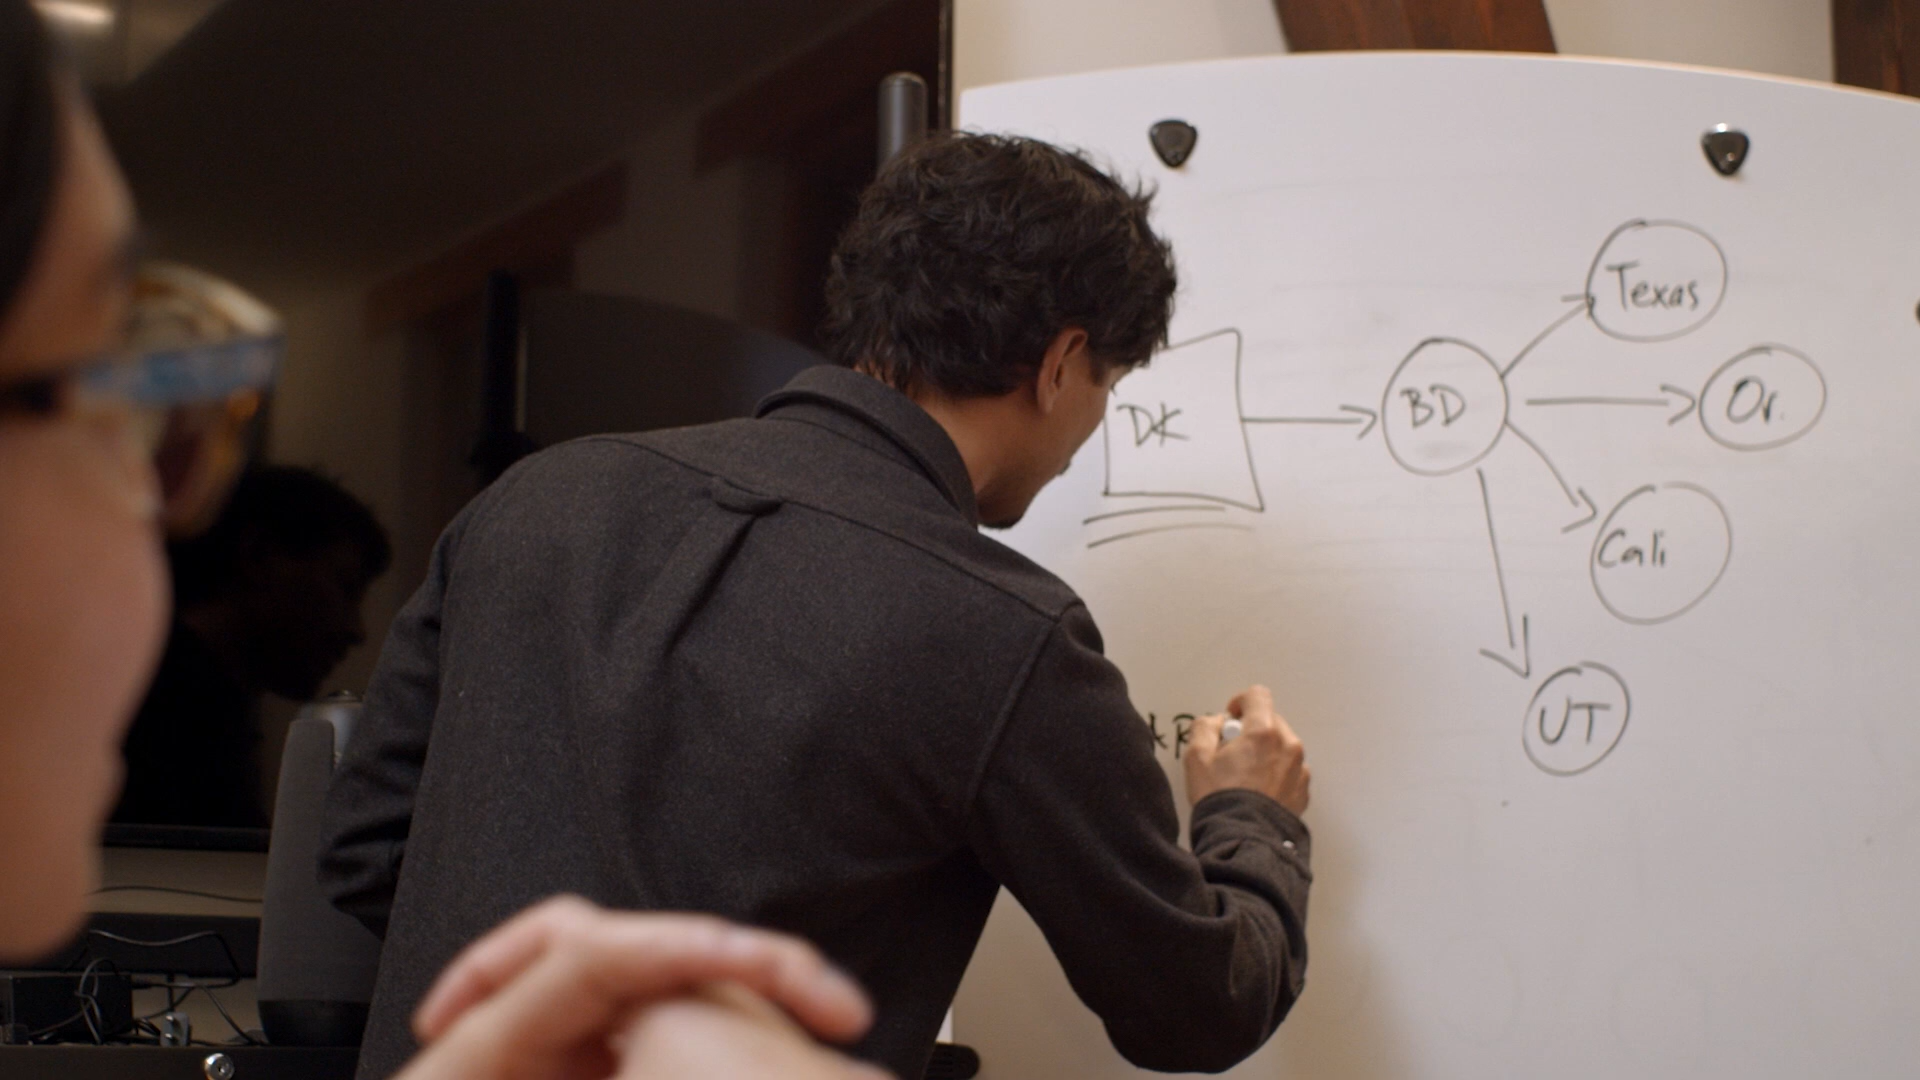 Texas
DK
BD
Or.
Cali
UT